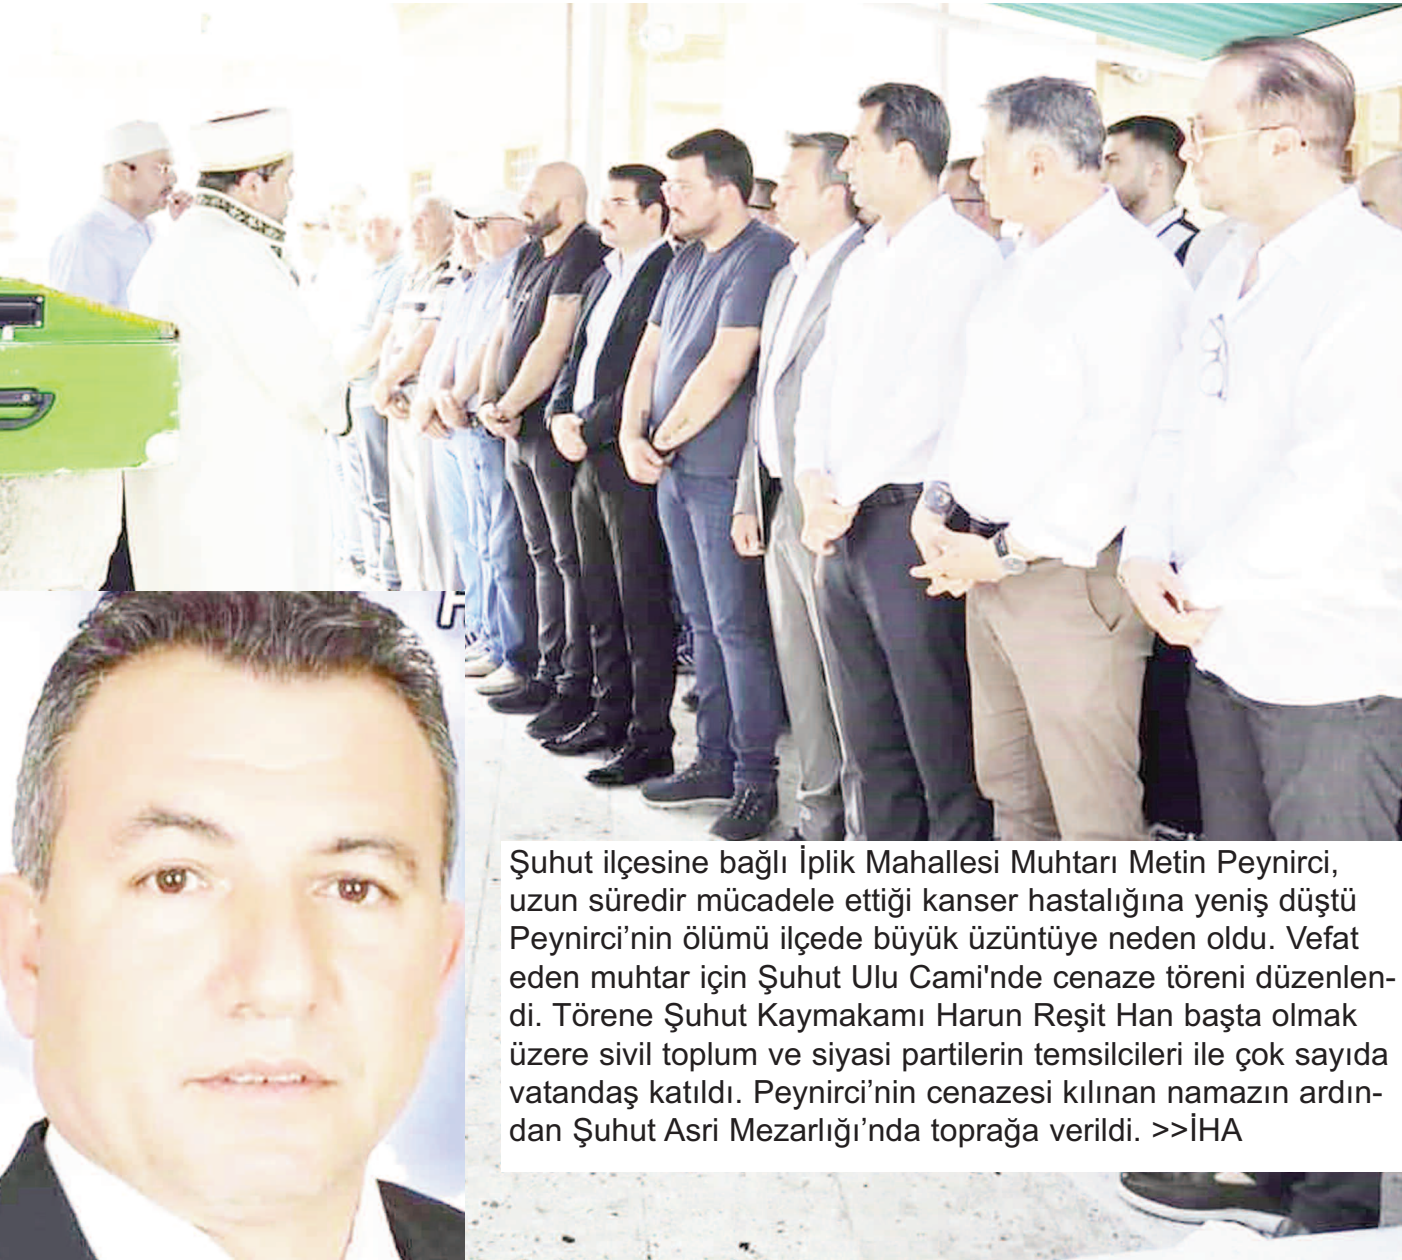 Şuhut ilçesine bağlı İplik Mahallesi Muhtarı Metin Peynirci,
uzun süredir mücadele ettiği kanser hastalığına yeniş düştü
Peynirci’nin ölümü ilçede büyük üzüntüye neden oldu. Vefat
eden muhtar için Şuhut Ulu Cami'nde cenaze töreni düzenlen-
di. Törene Şuhut Kaymakamı Harun Reşit Han başta olmak
üzere sivil toplum ve siyasi partilerin temsilcileri ile çok sayıda
vatandaş katıldı. Peynirci’nin cenazesi kılınan namazın ardın-
dan Şuhut Asri Mezarlığı’nda toprağa verildi. >>İHA